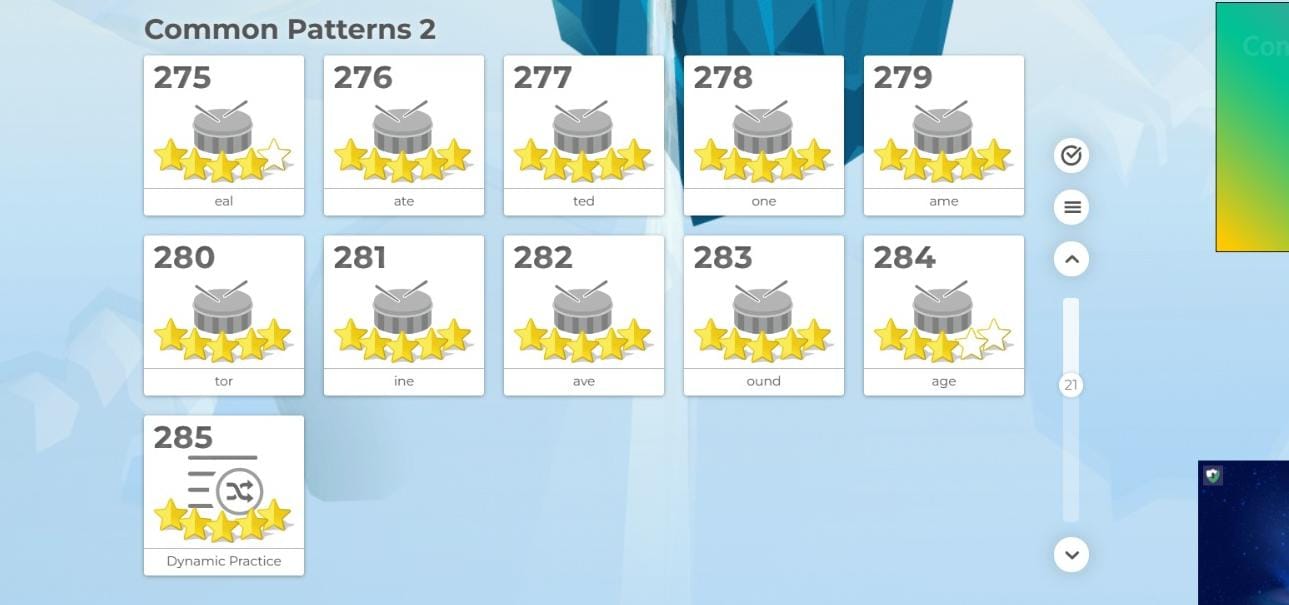 Common Patterns 2
275
276
277
278
279
eal
ate
ted
one
ame
280
281
282
283
284
tor
ine
ave
ound
age
21
285
Dynamic Practice